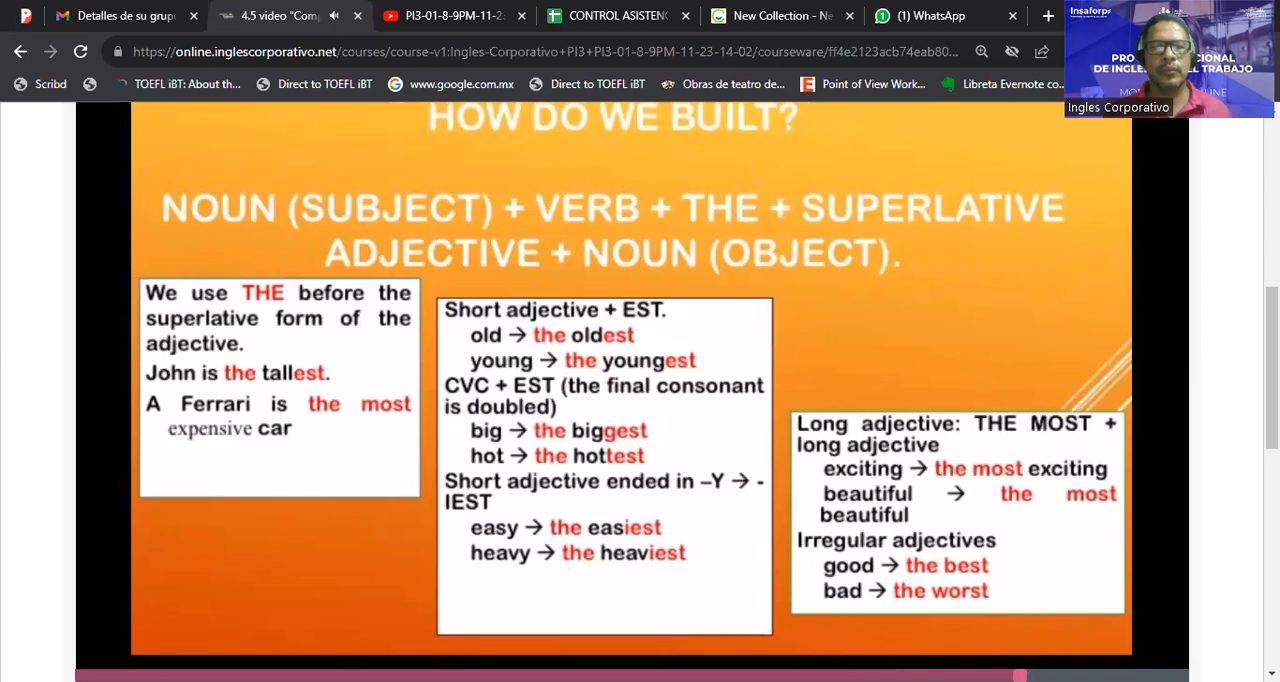 Detalles de su grupo
4.5 video "Com
PI3-01-8-9PM-11-2
CONTROL ASISTENC
New Collection - Ne
(1) WhatsApp
https://online.inglescorporativo.net/courses/course-v1:Ingles-Corporativo+PI3+PI3-01-8-9PM-11-23-14-02/courseware/ff4e2123acb74eab80...
Scribd
TOEFL iBT: About th...
Direct to TOEFL iBT
www.google.com.mx
Direct to TOEFL iBT
Obras de teatro de...
Point of View Work...
Libreta Evernote co...
Insaforp
DE INGLÉS
EL TRABAJO
Ingles Corporativo
HOW DO WE BUILT?
NOUN (SUBJECT) + VERB + THE + SUPERLATIVE
ADJECTIVE + NOUN (OBJECT).
We use THE before the
superlative form of the
adjective.
John is the tallest.
A Ferrari is the most
expensive car
Short adjective + EST.
old → the oldest
young → the youngest
CVC + EST (the final consonant
is doubled)
big → the biggest
hot → the hottest
Short adjective ended in –Y → -
IEST
easy → the easiest
heavy → the heaviest
Long adjective: THE MOST +
long adjective
exciting → the most exciting
beautiful → the most
beautiful
Irregular adjectives
good → the best
bad → the worst